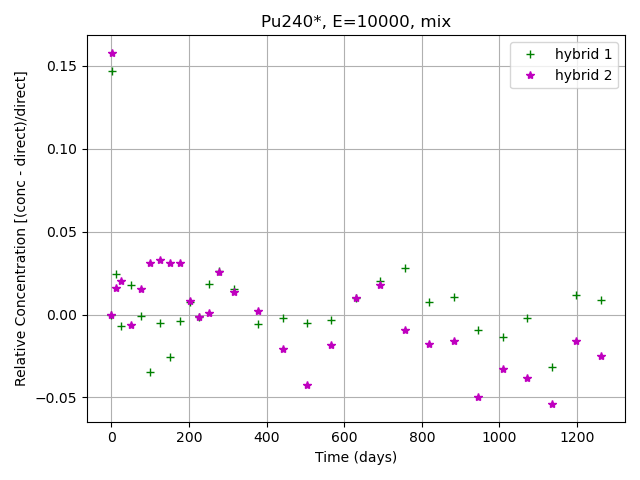 Pu240*, E=10000, mix
hybrid 1
hybrid 2
Relative Concentration [(conc - direct)/direct]
0.15
0.10
0.05
0.00
−0.05
0 200 400 600 800 1000 1200
Time (days)